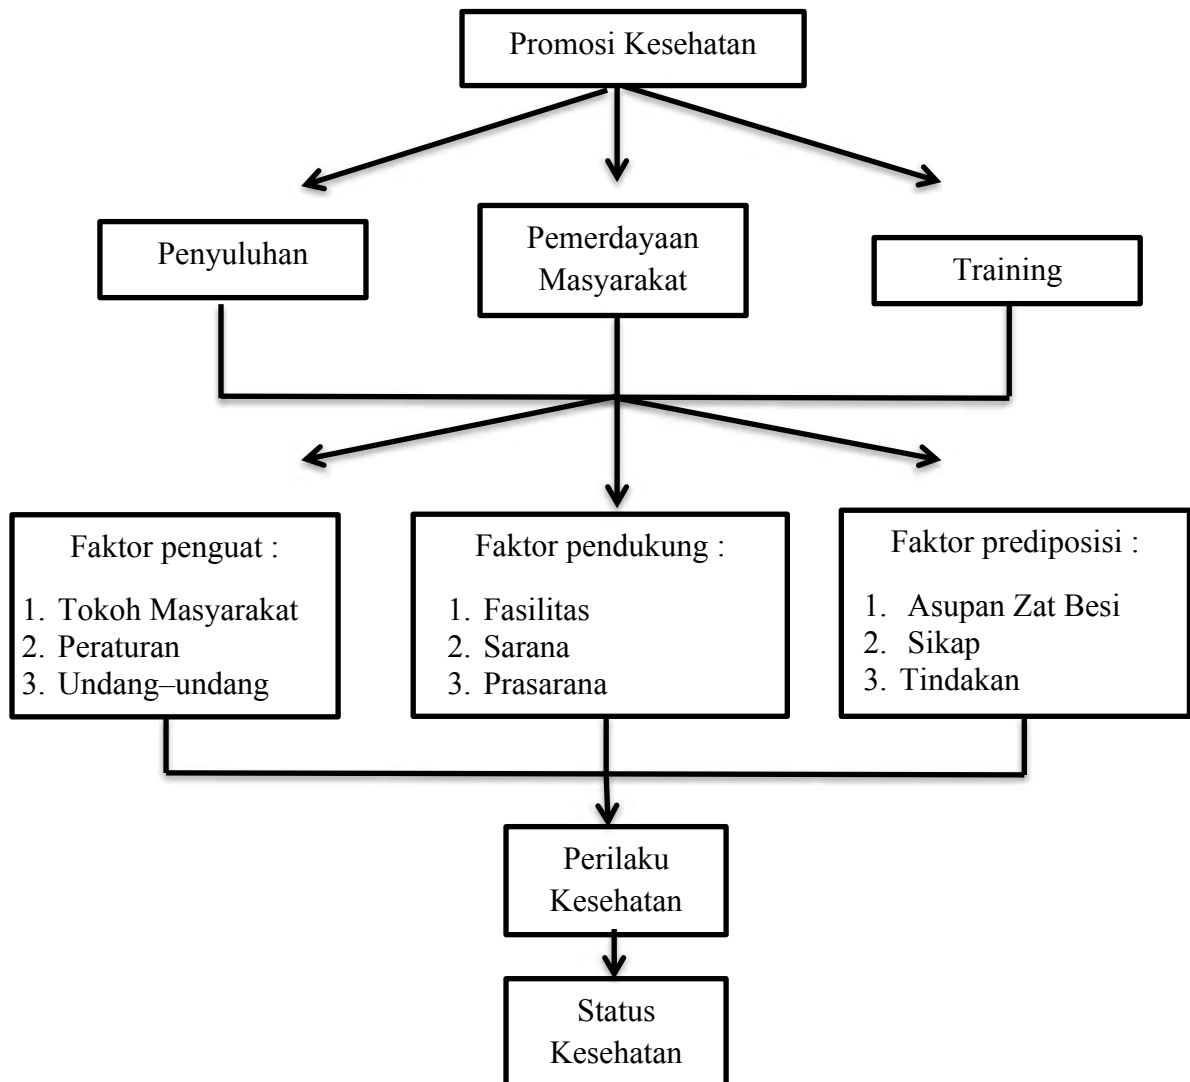 Promosi Kesehatan
Penyuluhan
Pemerdayaan
Masyarakat
Training
Faktor penguat :
1. Tokoh Masyarakat
2. Peraturan
3. Undang–undang
Faktor pendukung :
1. Fasilitas
2. Sarana
3. Prasarana
Faktor prediposisi :
1. Asupan Zat Besi
2. Sikap
3. Tindakan
Perilaku
Kesehatan
Status
Kesehatan